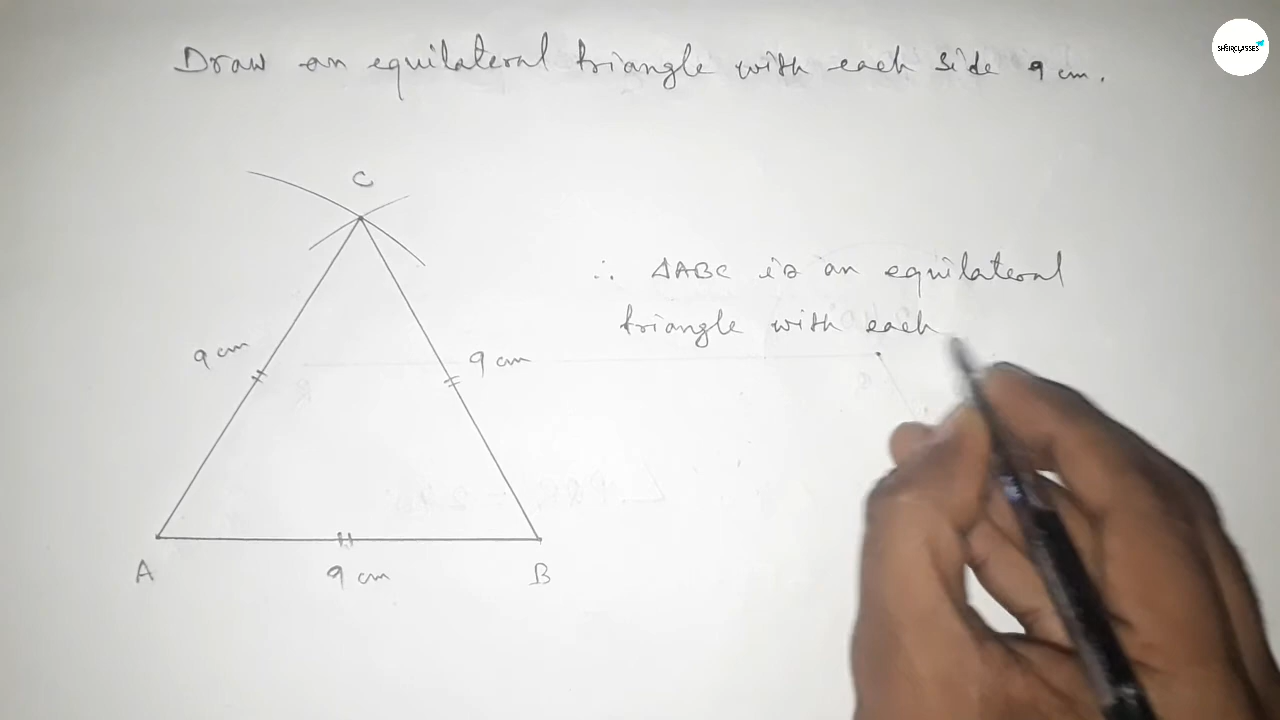 Draw an equilateral triangle with each side 9 cm.
SHSIRCLASSES
C
∴ ΔABC is an equilateral
triangle with each
9 cm
9 cm
A
9 cm
B